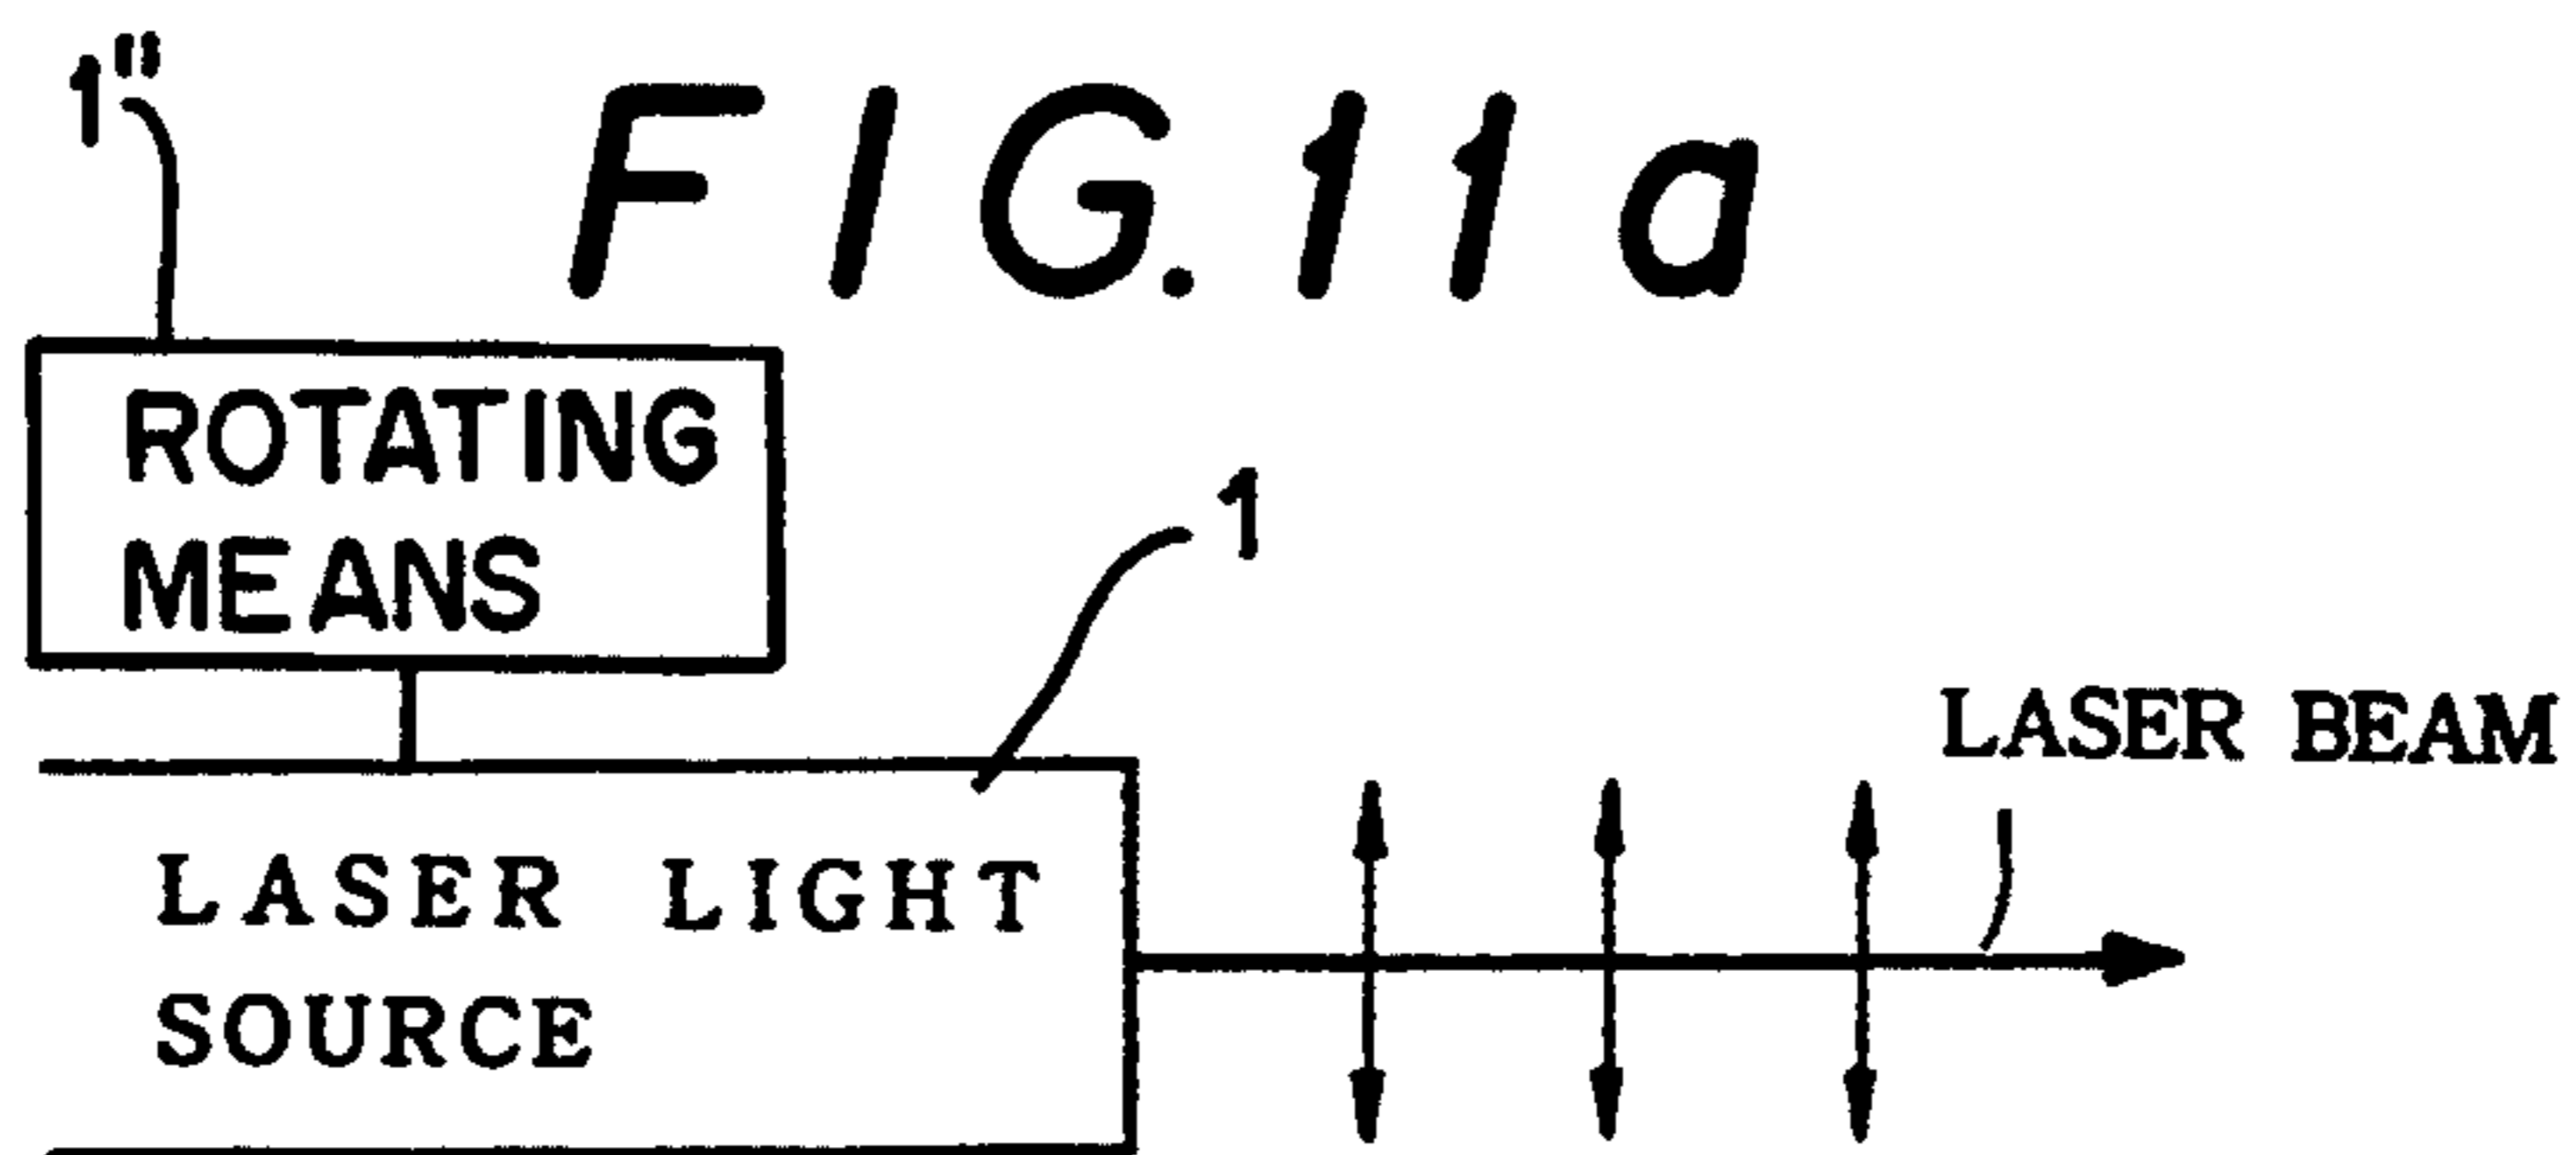 1"
FIG.11a
ROTATING
MEANS
1
LASER BEAM
LASER LIGHT
SOURCE